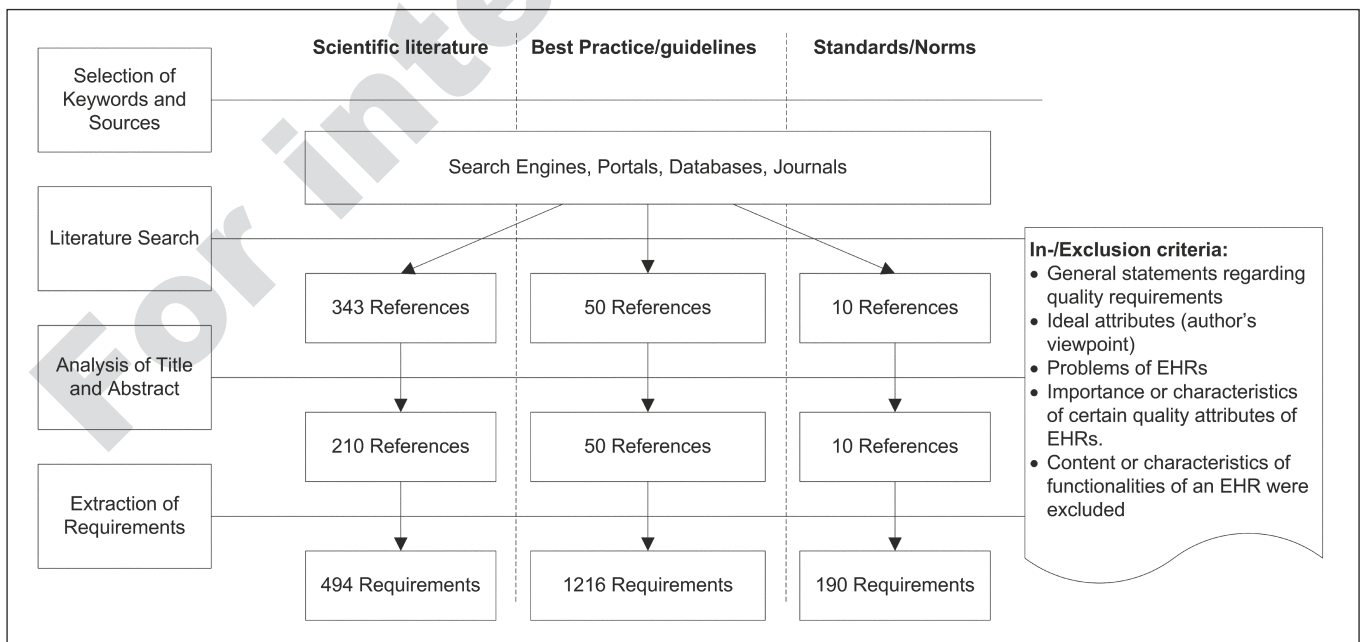 Scientific literature
Best Practice/guidelines
Standards/Norms
Selection of
Keywords and
Sources
Search Engines, Portals, Databases, Journals
Literature Search
In-/Exclusion criteria:
• General statements regarding
quality requirements
• Ideal attributes (author's
viewpoint)
• Problems of EHRs
• Importance or characteristics
of certain quality attributes of
EHRs.
• Content or characteristics of
functionalities of an EHR were
excluded
343 References
50 References
10 References
Analysis of Title
and Abstract
210 References
50 References
10 References
Extraction of
Requirements
494 Requirements
1216 Requirements
190 Requirements
For inte